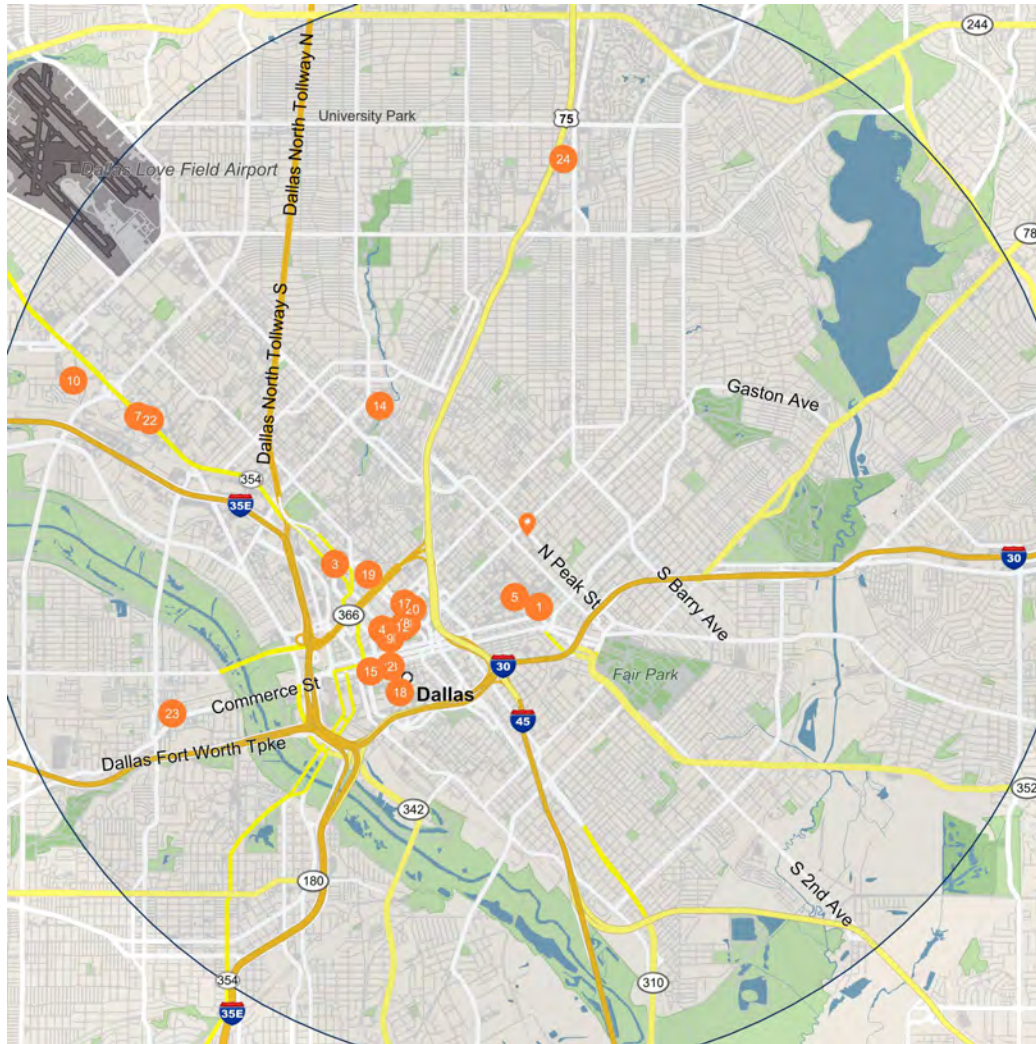 244
Dallas North Tollway N
University Park
75
24
Dallas Love Field Airport
78
Dallas North Tollway S
10
Gaston Ave
14
7
22
354
35E
N Peak St
30
3
19
S Barry Ave
5
1
17
20
366
4
30
Fair Park
15
18
Dallas
Commerce St
23
45
Dallas Fort Worth Tpke
352
342
180
S 2nd Ave
354
310
35E